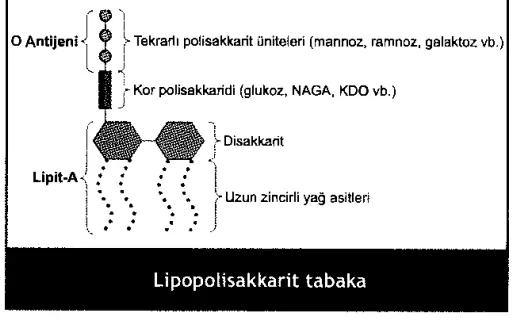 O Antijeni
Tekrarlı polisakkarit üniteleri (mannoz, ramnoz, galaktoz vb.)
Kor polisakkaridi (glukoz, NAGA, KDO vb.)
Disakkarit
Lipit-A
Uzun zincirli yağ asitleri
Lipopolisakkarit tabaka